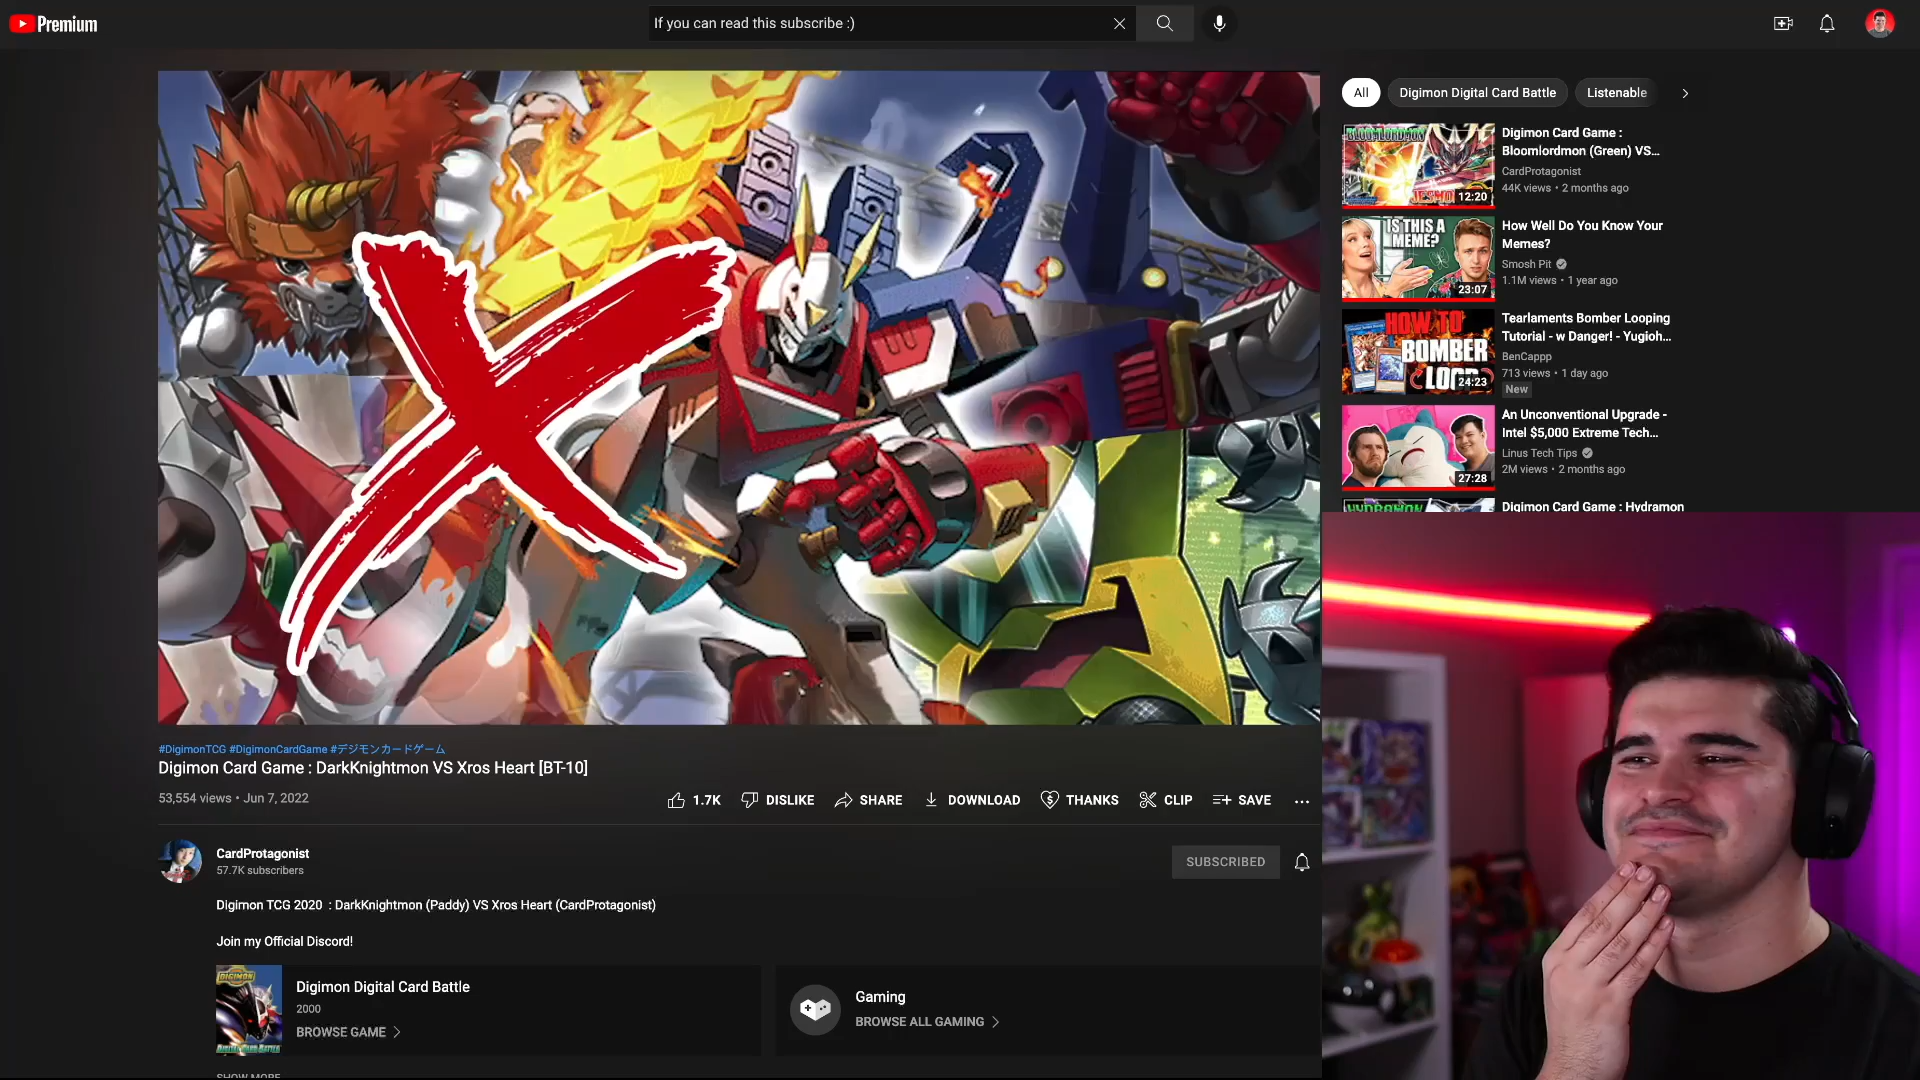 Premium
If you can read this subscribe :)
All
Digimon Digital Card Battle
Listenable
BLOOMLORDMON
12:20
Digimon Card Game :
Bloomlordmon (Green) VS...
CardProtagonist
44K views • 2 months ago
IS THIS A
MEME?
23:07
How Well Do You Know Your
Memes?
Smosh Pit
1.1M views • 1 year ago
HOW TO
BOMBER
LOOP
24:23
Tearlaments Bomber Looping
Tutorial - w Danger! - Yugioh...
BenCappp
713 views • 1 day ago
New
27:28
An Unconventional Upgrade -
Intel $5,000 Extreme Tech...
Linus Tech Tips
2M views • 2 months ago
Digimon Card Game : Hydramon
#DigimonTCG #DigimonCardGame #デジモンカードゲーム
Digimon Card Game : DarkKnightmon VS Xros Heart [BT-10]
53,554 views • Jun 7, 2022
1.7K
DISLIKE
SHARE
DOWNLOAD
THANKS
CLIP
SAVE
CardProtagonist
57.7K subscribers
SUBSCRIBED
Digimon TCG 2020 : DarkKnightmon (Paddy) VS Xros Heart (CardProtagonist)
Join my Official Discord!
DIGIMON
DIGITAL CARD BATTLE
Digimon Digital Card Battle
2000
BROWSE GAME
Gaming
BROWSE ALL GAMING
SHOW MORE